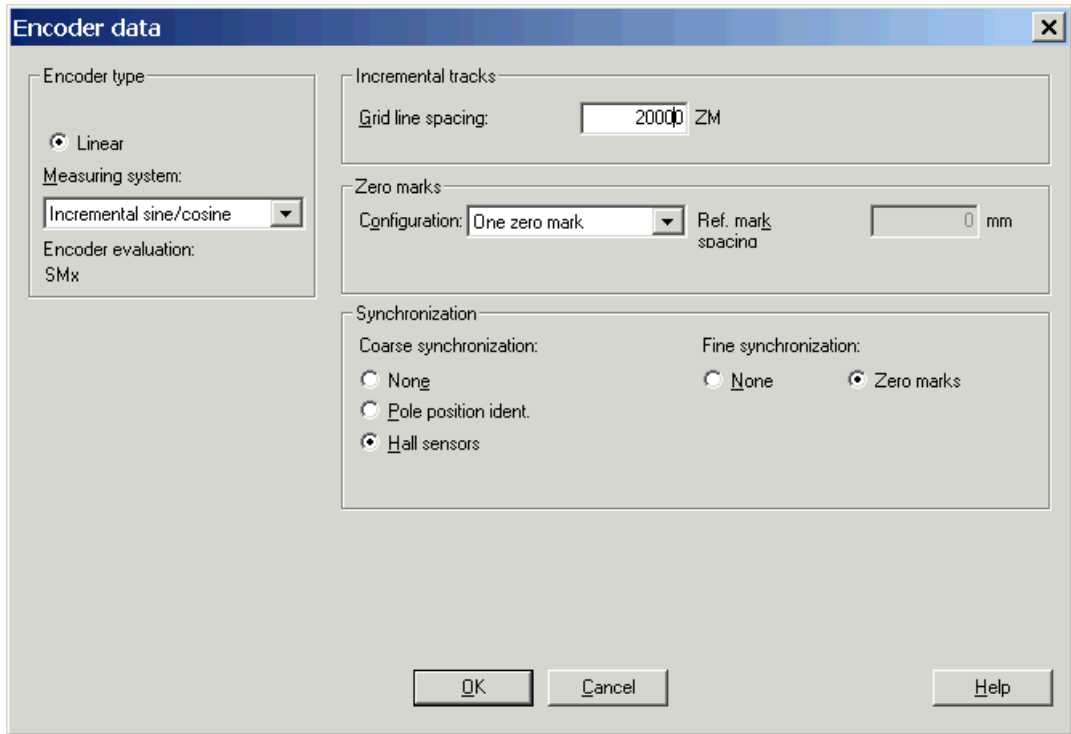 Encoder data
Encoder type
Linear
Measuring system:
Incremental sine/cosine
Encoder evaluation:
SMx
Incremental tracks
Grid line spacing: 20000 ZM
Zero marks
Configuration: One zero mark Ref. mark spacing 0 mm
Synchronization
Coarse synchronization:
None
Pole position ident.
Hall sensors
Fine synchronization:
None Zero marks
OK Cancel Help